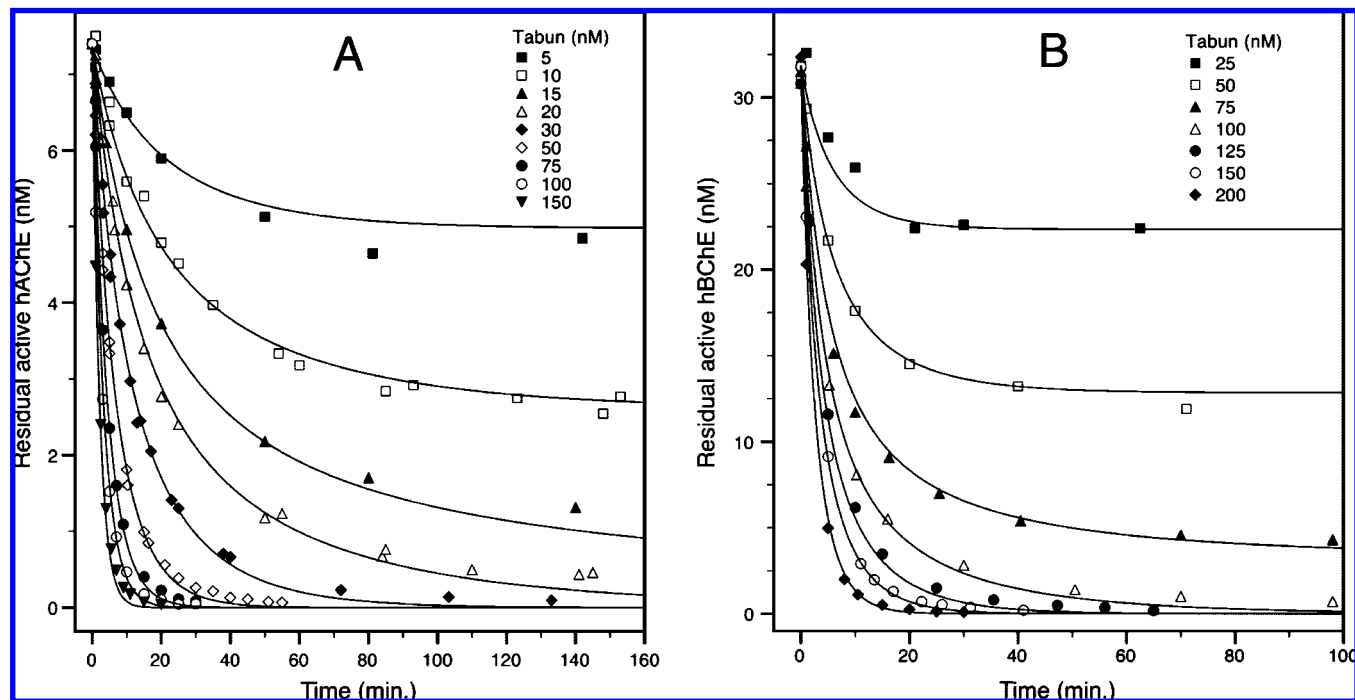 A
Tabun (nM)
5
10
15
20
30
50
75
100
150
Residual active hAChE (nM)
6
4
2
0
0 20 40 60 80 100 120 140 160
Time (min.)
B
Tabun (nM)
25
50
75
100
125
150
200
Residual active hBChE (nM)
30
20
10
0
0 20 40 60 80 100
Time (min.)